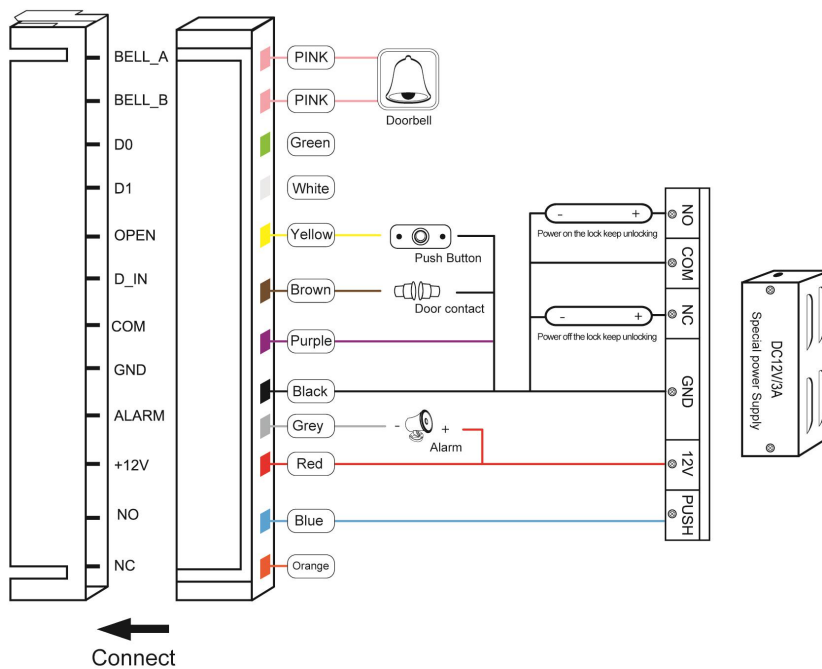 BELL_A
PINK
BELL_B
PINK
Doorbell
D0
Green
D1
White
OPEN
Yellow
Push Button
D_IN
Brown
Door contact
COM
Purple
GND
Black
ALARM
Grey
- +
Alarm
+12V
Red
NO
Blue
NC
Orange
- +
Power on the lock keep unlocking
- +
Power off the lock keep unlocking
NO
COM
NC
GND
12V
PUSH
DC12V/3A
Special power Supply
Connect